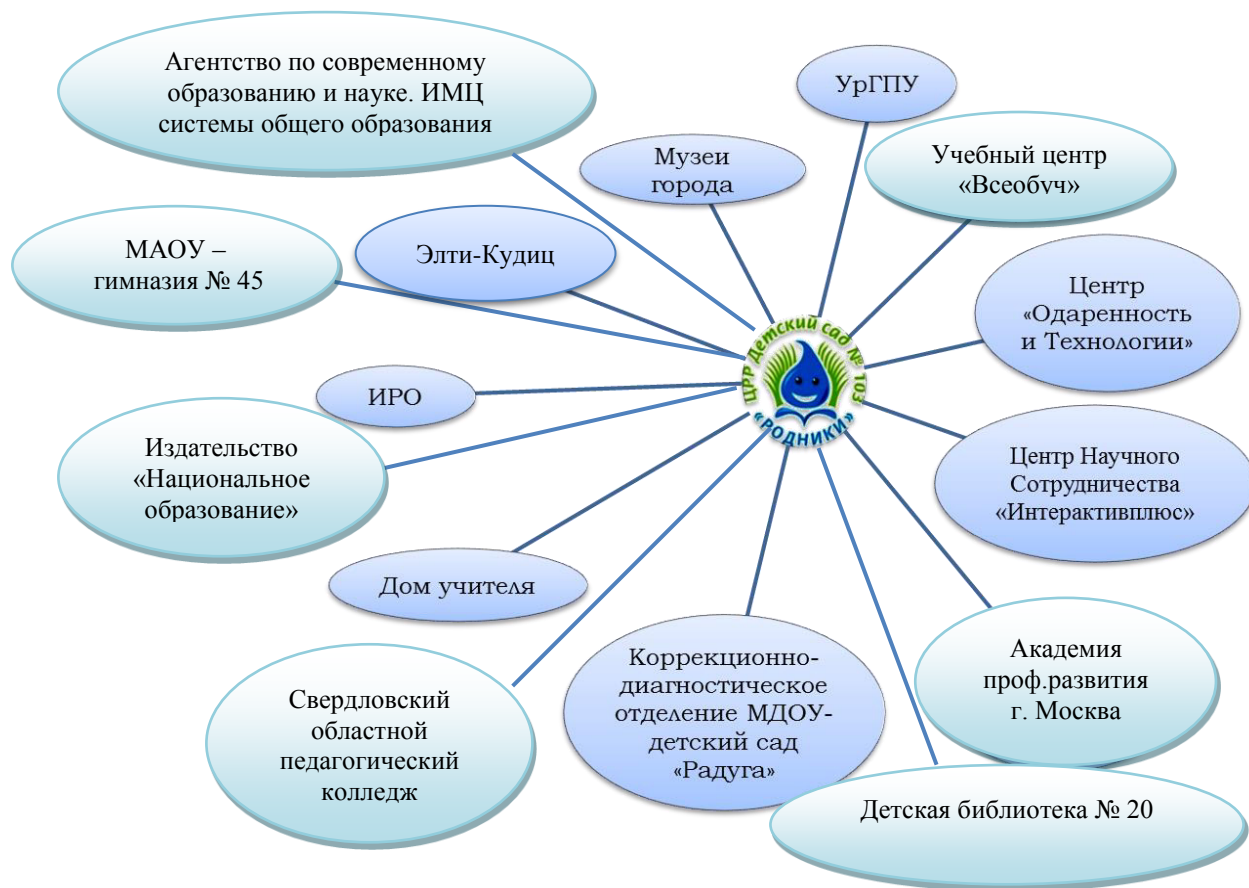 Агентство по современному
образованию и науке. ИМЦ
системы общего образования
УрГПУ
Музеи
города
Учебный центр
«Всеобуч»
МАОУ –
гимназия № 45
Элти-Кудиц
Центр
«Одаренность
и Технологии»
ЦРР Детский сад № 103
«РОДНИКИ»
ИРО
Издательство
«Национальное
образование»
Центр Научного
Сотрудничества
«Интерактивплюс»
Дом учителя
Коррекционно-
диагностическое
отделение МДОУ-
детский сад
«Радуга»
Академия
проф.развития
г. Москва
Свердловский
областной
педагогический
колледж
Детская библиотека № 20